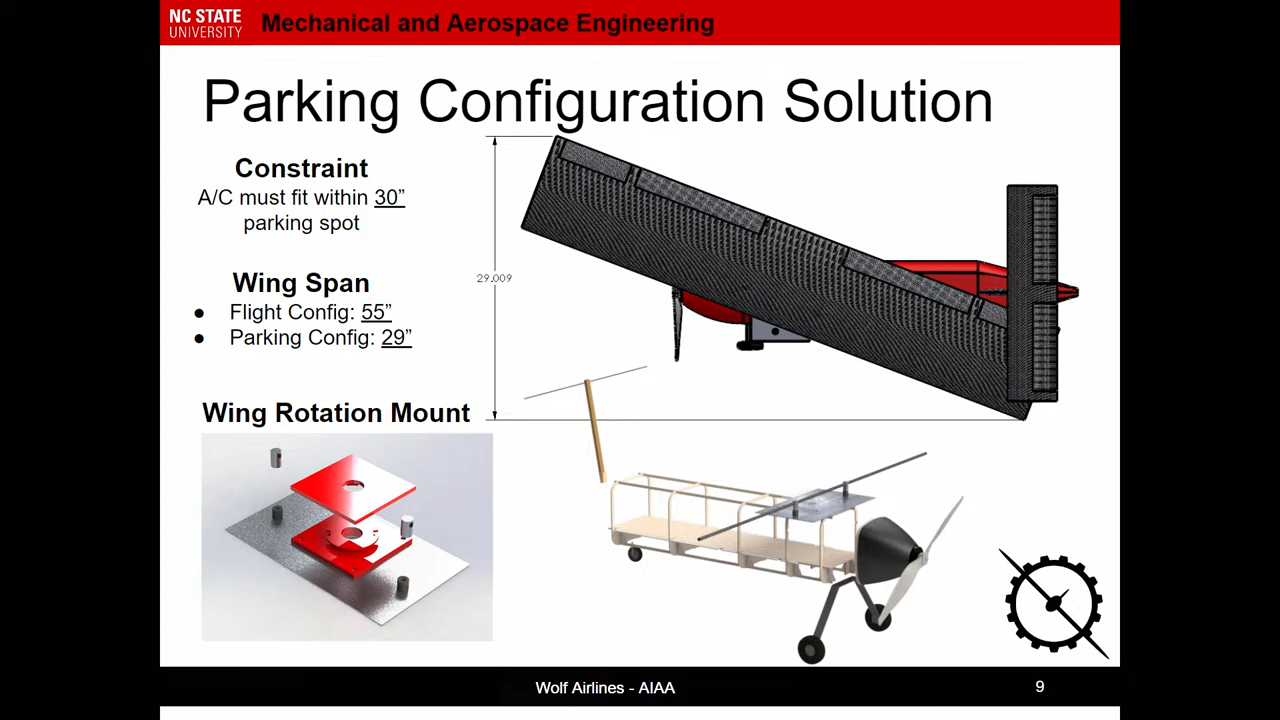 NC STATE
UNIVERSITY
Mechanical and Aerospace Engineering
Parking Configuration Solution
Constraint
A/C must fit within 30”
parking spot
Wing Span
● Flight Config: 55”
● Parking Config: 29”
29.009
Wing Rotation Mount
Wolf Airlines - AIAA
9